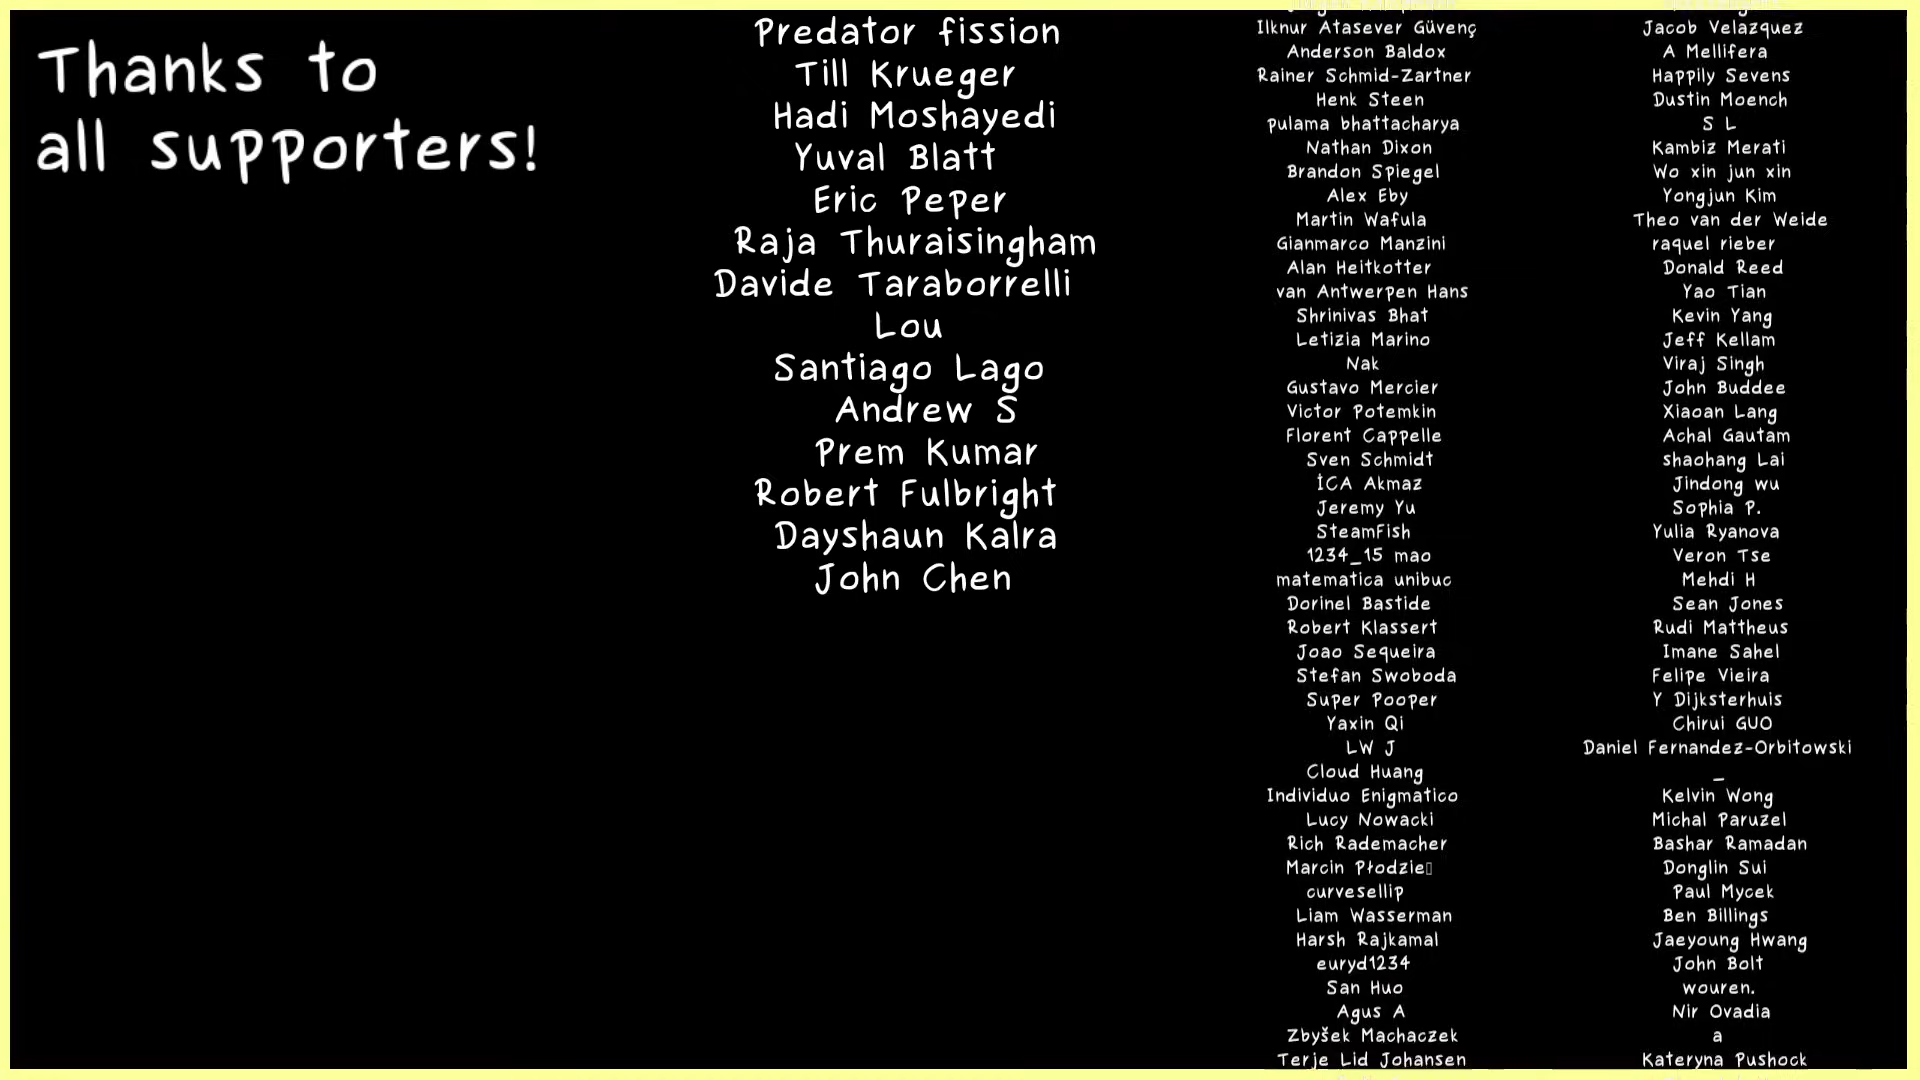 Thanks to
all supporters!
Predator fission
Till Krueger
Hadi Moshayedi
Yuval Blatt
Eric Peper
Raja Thuraisingham
Davide Taraborrelli
Lou
Santiago Lago
Andrew S
Prem Kumar
Robert Fulbright
Dayshaun Kalra
John Chen
Ilknur Atasever Güvenç
Anderson Baldox
Rainer Schmid-Zartner
Henk Steen
pulama bhattacharya
Nathan Dixon
Brandon Spiegel
Alex Eby
Martin Wafula
Gianmarco Manzini
Alan Heitkotter
van Antwerpen Hans
Shrinivas Bhat
Letizia Marino
Nak
Gustavo Mercier
Victor Potemkin
Florent Cappelle
Sven Schmidt
İCA Akmaz
Jeremy Yu
SteamFish
1234_15 mao
matematica unibuc
Dorinel Bastide
Robert Klassert
Joao Sequeira
Stefan Swoboda
Super Pooper
Yaxin Qi
LW J
Cloud Huang
Individuo Enigmatico
Lucy Nowacki
Rich Rademacher
Marcin Płodzie▯
curvesellip
Liam Wasserman
Harsh Rajkamal
euryd1234
San Huo
Agus A
Zbyšek Machaczek
Terje Lid Johansen
Jacob Velazquez
A Mellifera
Happily Sevens
Dustin Moench
S L
Kambiz Merati
Wo xin jun xin
Yongjun Kim
Theo van der Weide
raquel rieber
Donald Reed
Yao Tian
Kevin Yang
Jeff Kellam
Viraj Singh
John Buddee
Xiaoan Lang
Achal Gautam
shaohang Lai
Jindong wu
Sophia P.
Yulia Ryanova
Veron Tse
Mehdi H
Sean Jones
Rudi Mattheus
Imane Sahel
Felipe Vieira
Y Dijksterhuis
Chirui GUO
Daniel Fernandez-Orbitowski
_
Kelvin Wong
Michal Paruzel
Bashar Ramadan
Donglin Sui
Paul Mycek
Ben Billings
Jaeyoung Hwang
John Bolt
wouren.
Nir Ovadia
a
Kateryna Pushock